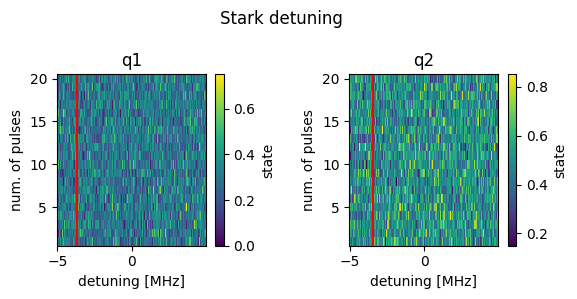 Stark detuning
q1
q2
num. of pulses
20
15
10
5
−5
0
detuning [MHz]
0.6
0.4
0.2
0.0
state
num. of pulses
20
15
10
5
−5
0
detuning [MHz]
0.8
0.6
0.4
0.2
state